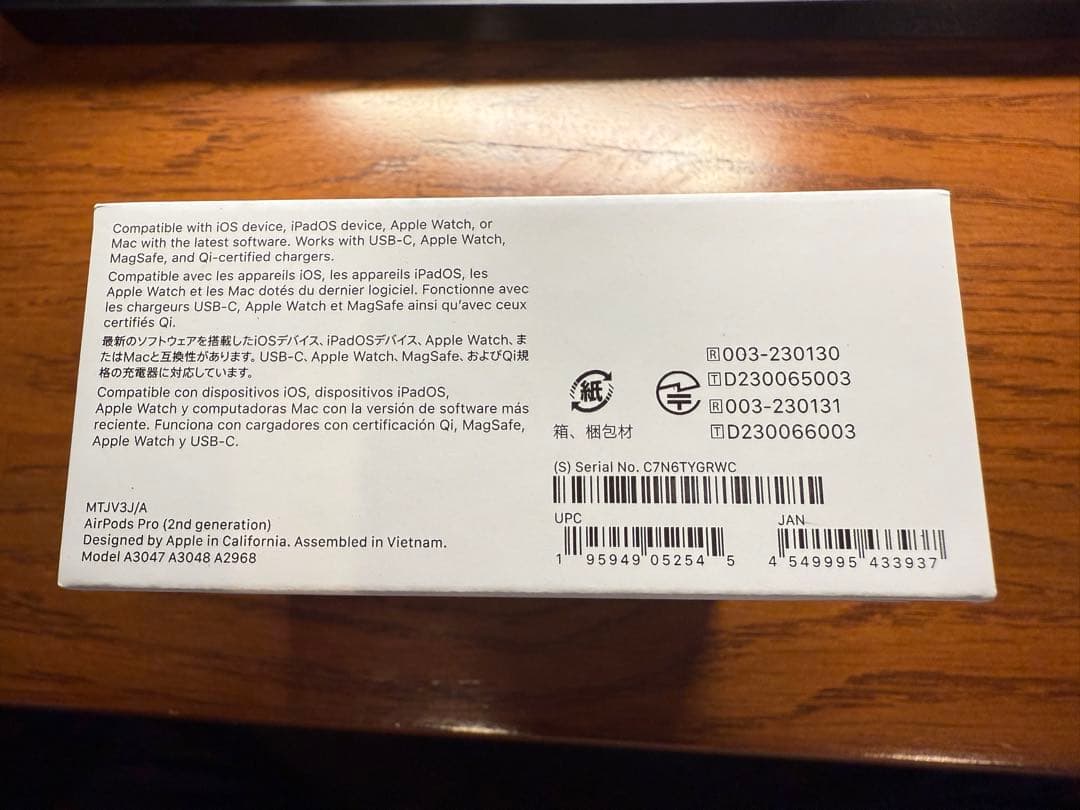 Compatible with iOS device, iPadOS device, Apple Watch, or
Mac with the latest software. Works with USB-C, Apple Watch,
MagSafe, and Qi-certified chargers.
Compatible avec les appareils iOS, les appareils iPadOS, les
Apple Watch et les Mac dotés du dernier logiciel. Fonctionne avec
les chargeurs USB-C, Apple Watch et MagSafe ainsi qu'avec ceux
certifiés Qi.
最新のソフトウェアを搭載したiOSデバイス、iPadOSデバイス、Apple Watch、ま
たはMacと互換性があります。USB-C、Apple Watch、MagSafe、およびQi規
格の充電器に対応しています。
Compatible con dispositivos iOS, dispositivos iPadOS,
Apple Watch y computadoras Mac con la versión de software más
reciente. Funciona con cargadores con certificación Qi, MagSafe,
Apple Watch y USB-C.
MTJV3J/A
AirPods Pro (2nd generation)
Designed by Apple in California. Assembled in Vietnam.
Model A3047 A3048 A2968
紙
箱、梱包材
R 003-230130
T D230065003
R 003-230131
T D230066003
(S) Serial No. C7N6TYGRWC
UPC
1 95949 05254 5
JAN
4 549995 433937